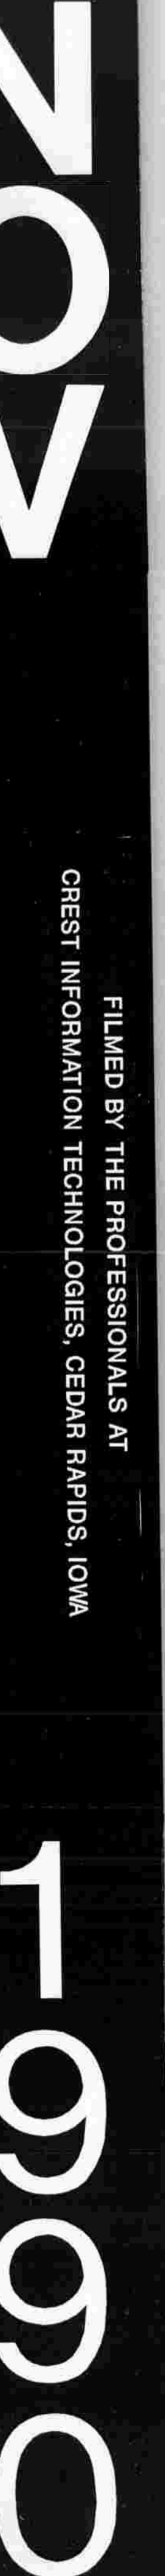 NOV
FILMED BY THE PROFESSIONALS AT
CREST INFORMATION TECHNOLOGIES, CEDAR RAPIDS, IOWA
1990